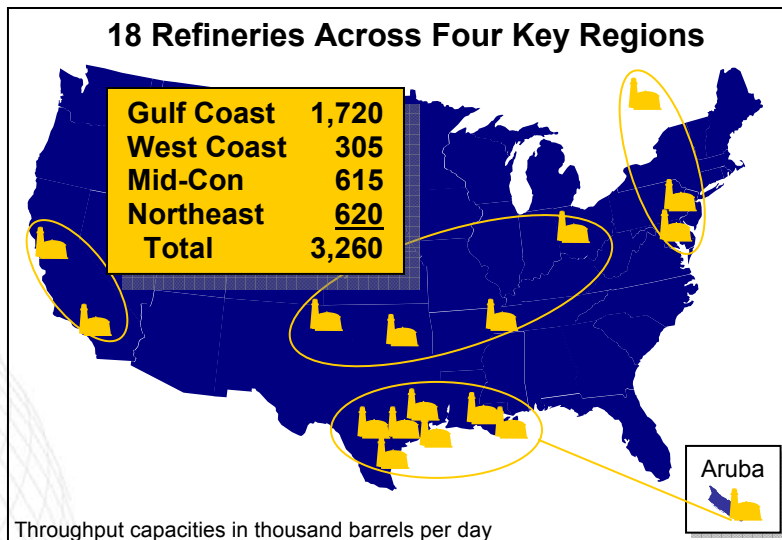 18 Refineries Across Four Key Regions
Gulf Coast 1,720
West Coast 305
Mid-Con 615
Northeast 620
Total 3,260
Aruba
Throughput capacities in thousand barrels per day